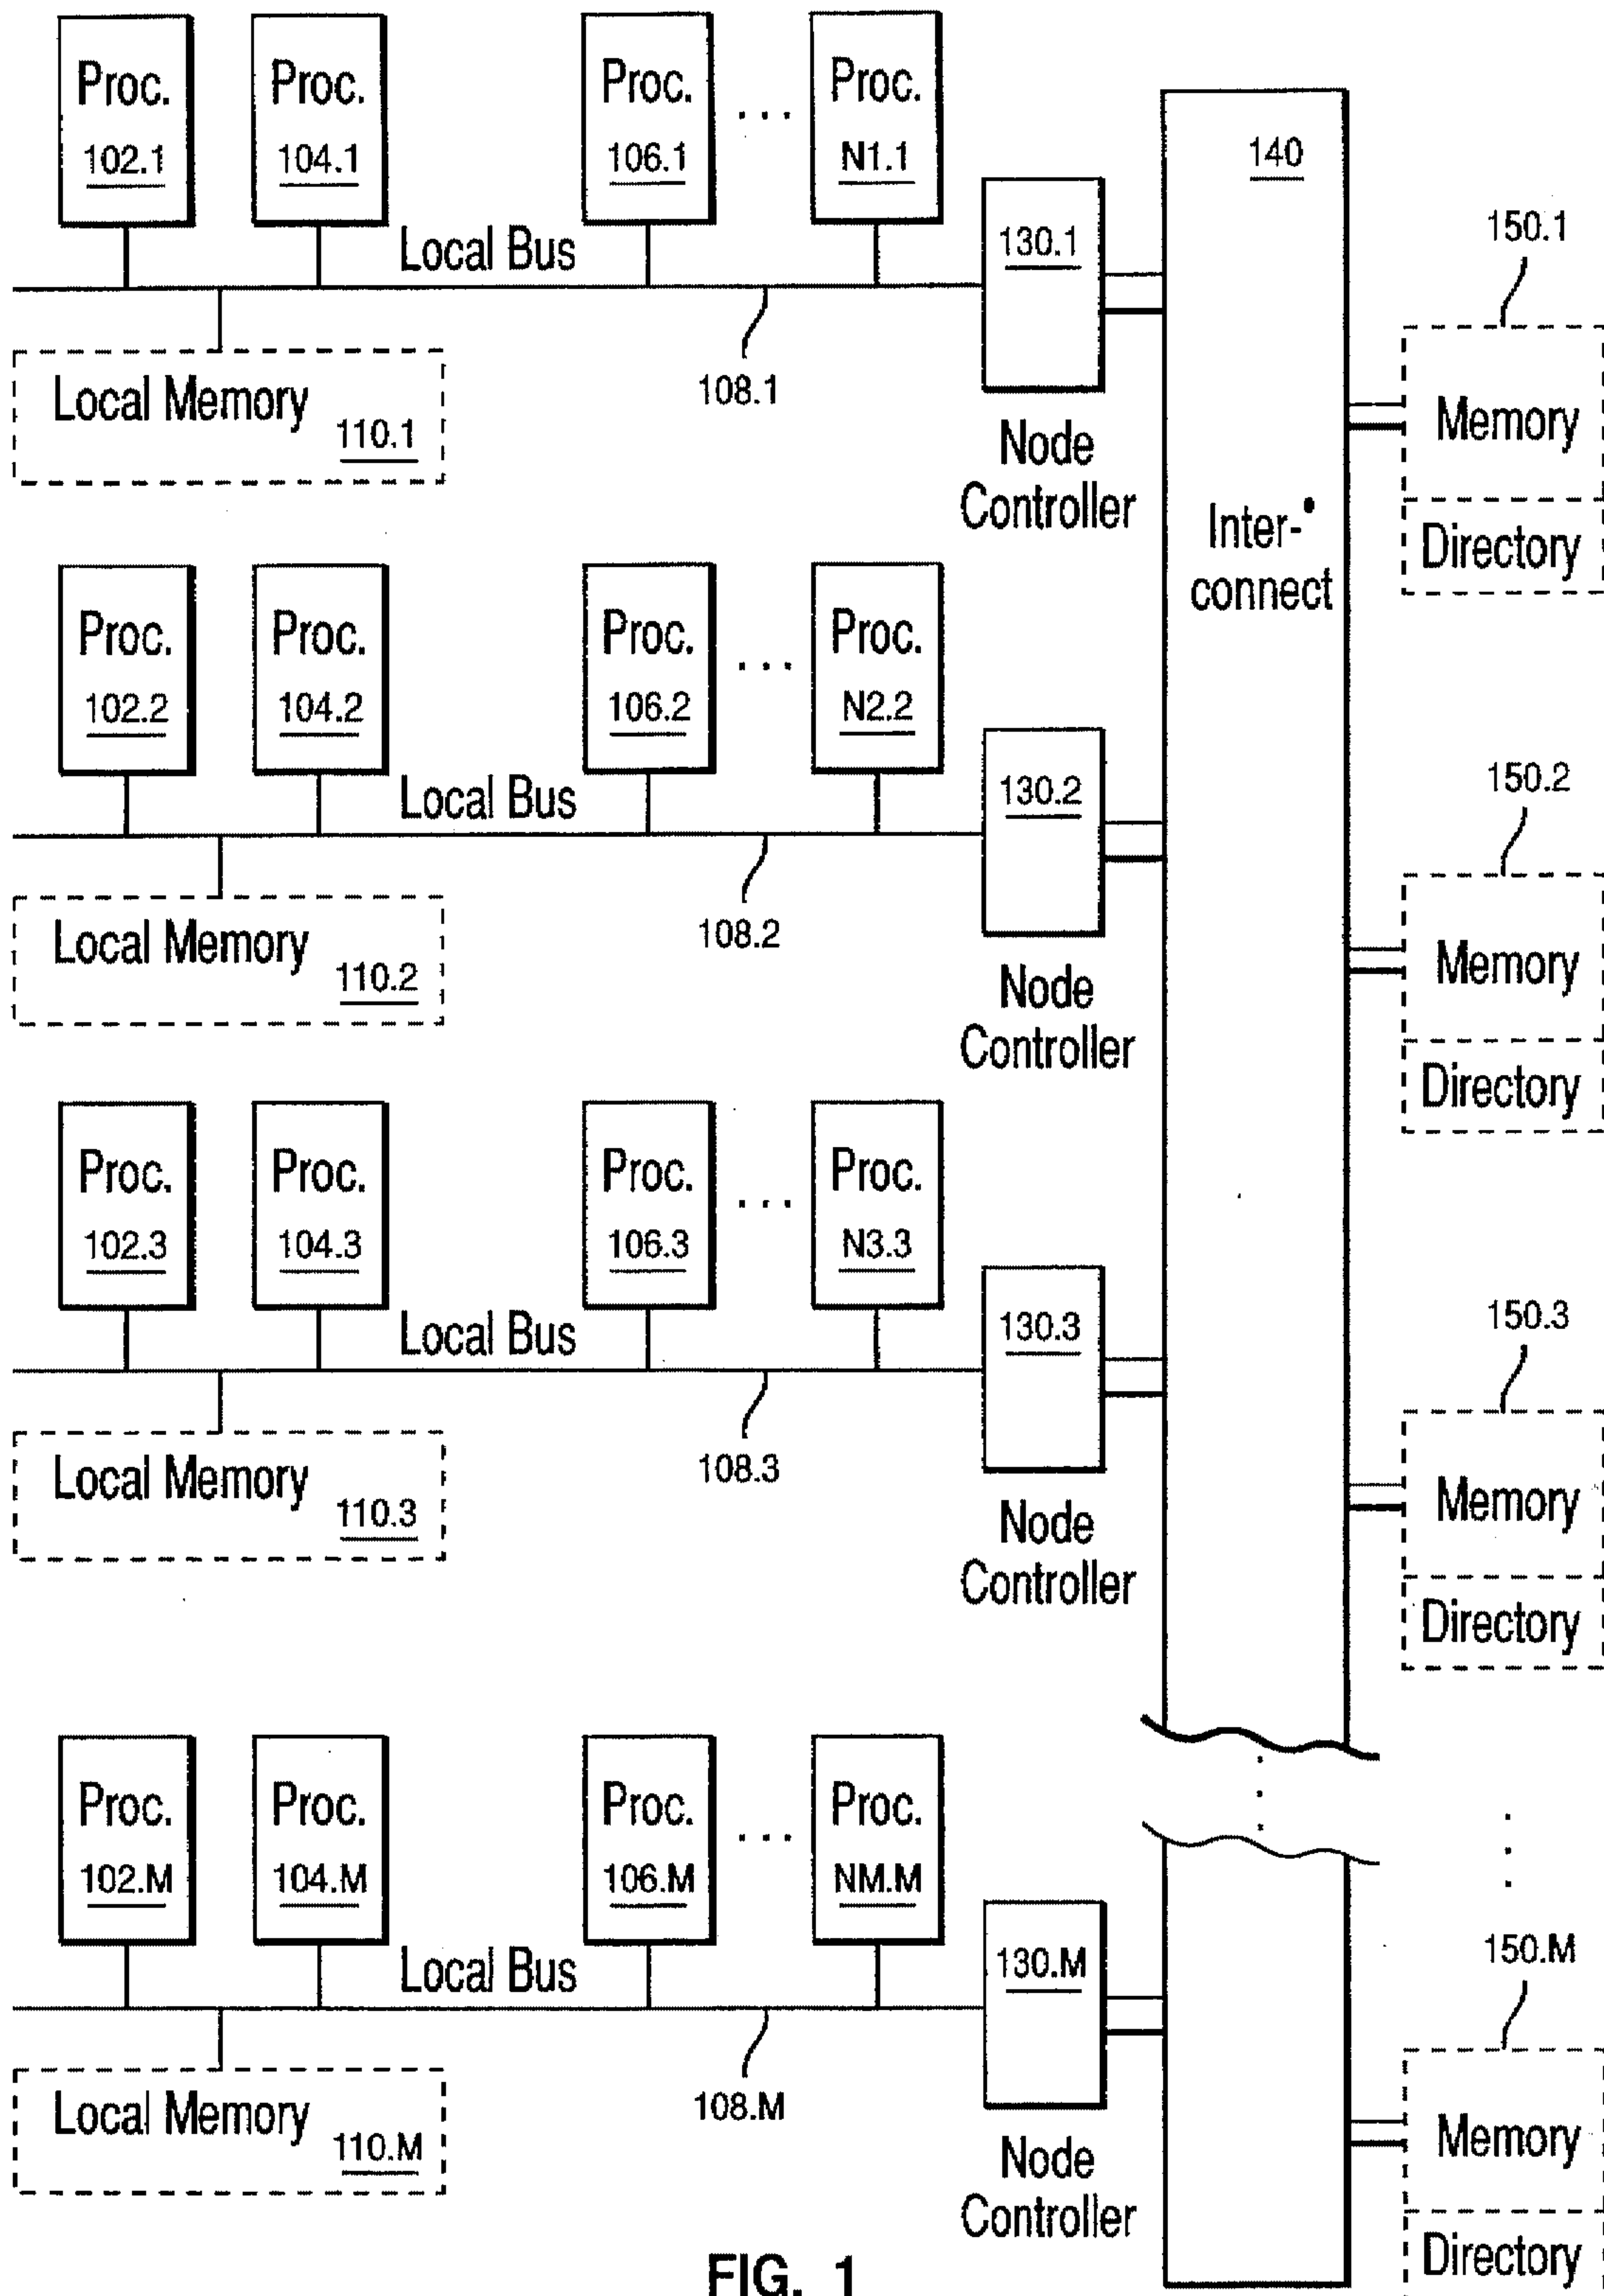 Proc.
102.1
Proc.
104.1
Proc.
106.1
...
Proc.
N1.1
Local Bus
108.1
Local Memory
110.1
130.1
Node
Controller
140
Inter-
connect
150.1
Memory
Directory
Proc.
102.2
Proc.
104.2
Proc.
106.2
...
Proc.
N2.2
Local Bus
108.2
Local Memory
110.2
130.2
Node
Controller
150.2
Memory
Directory
Proc.
102.3
Proc.
104.3
Proc.
106.3
...
Proc.
N3.3
Local Bus
108.3
Local Memory
110.3
130.3
Node
Controller
150.3
Memory
Directory
Proc.
102.M
Proc.
104.M
Proc.
106.M
...
Proc.
NM.M
Local Bus
108.M
Local Memory
110.M
130.M
Node
Controller
150.M
Memory
Directory
FIG. 1